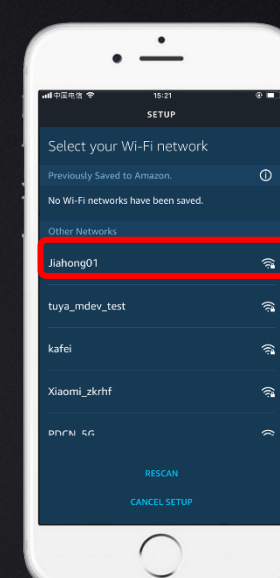 中国电信 15:21
SETUP
Select your Wi-Fi network
Previously Saved to Amazon.
No Wi-Fi networks have been saved.
Other Networks
Jiahong01
tuya_mdev_test
kafei
Xiaomi_zkrhf
PDCN_5G
RESCAN
CANCEL SETUP